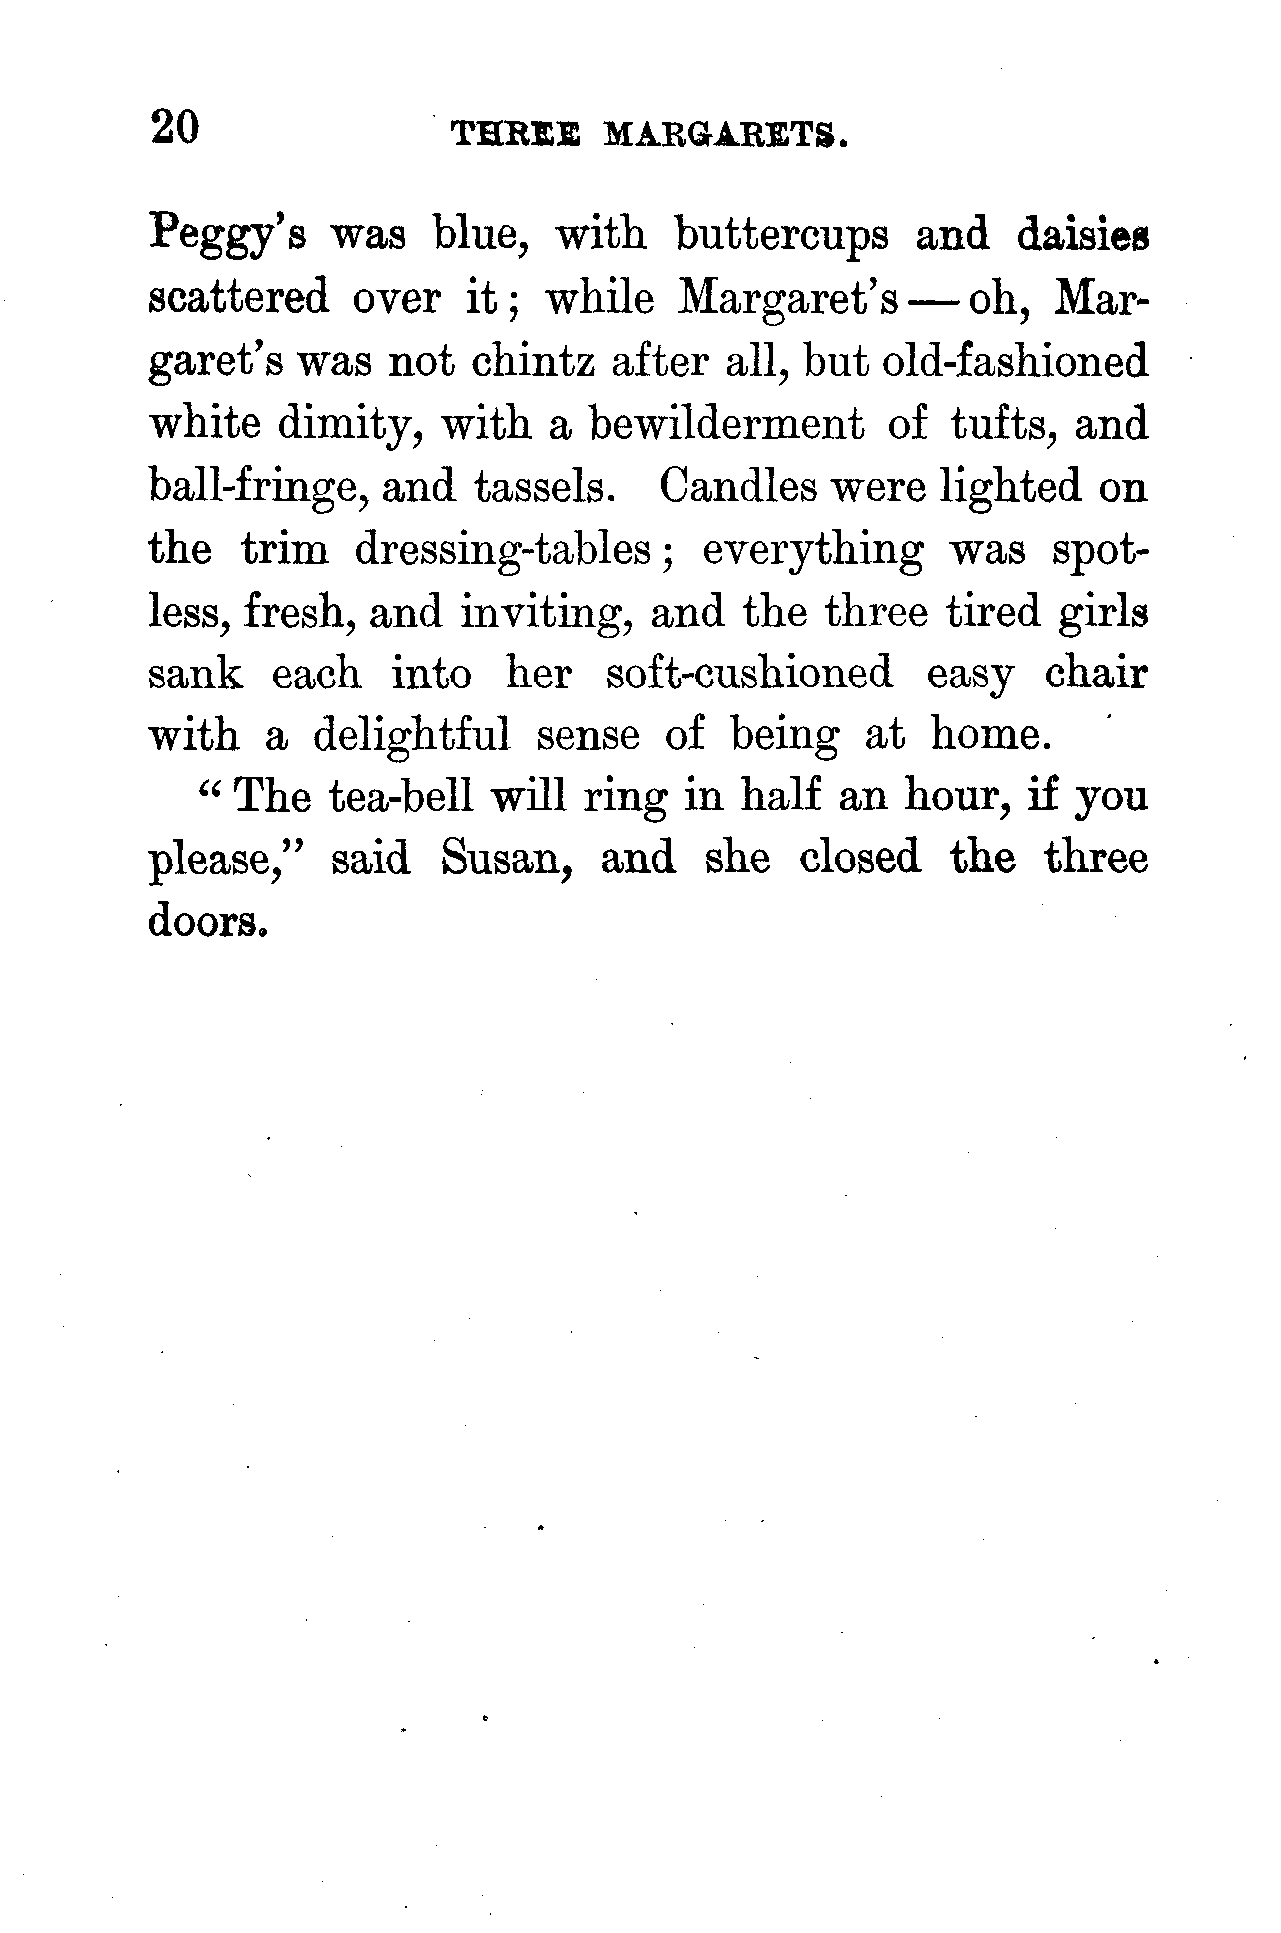 20 THREE MARGARETS.
Peggy's was blue, with buttercups and daisies
scattered over it; while Margaret's — oh, Mar-
garet's was not chintz after all, but old-fashioned
white dimity, with a bewilderment of tufts, and
ball-fringe, and tassels. Candles were lighted on
the trim dressing-tables; everything was spot-
less, fresh, and inviting, and the three tired girls
sank each into her soft-cushioned easy chair
with a delightful sense of being at home.
“The tea-bell will ring in half an hour, if you
please,” said Susan, and she closed the three
doors.